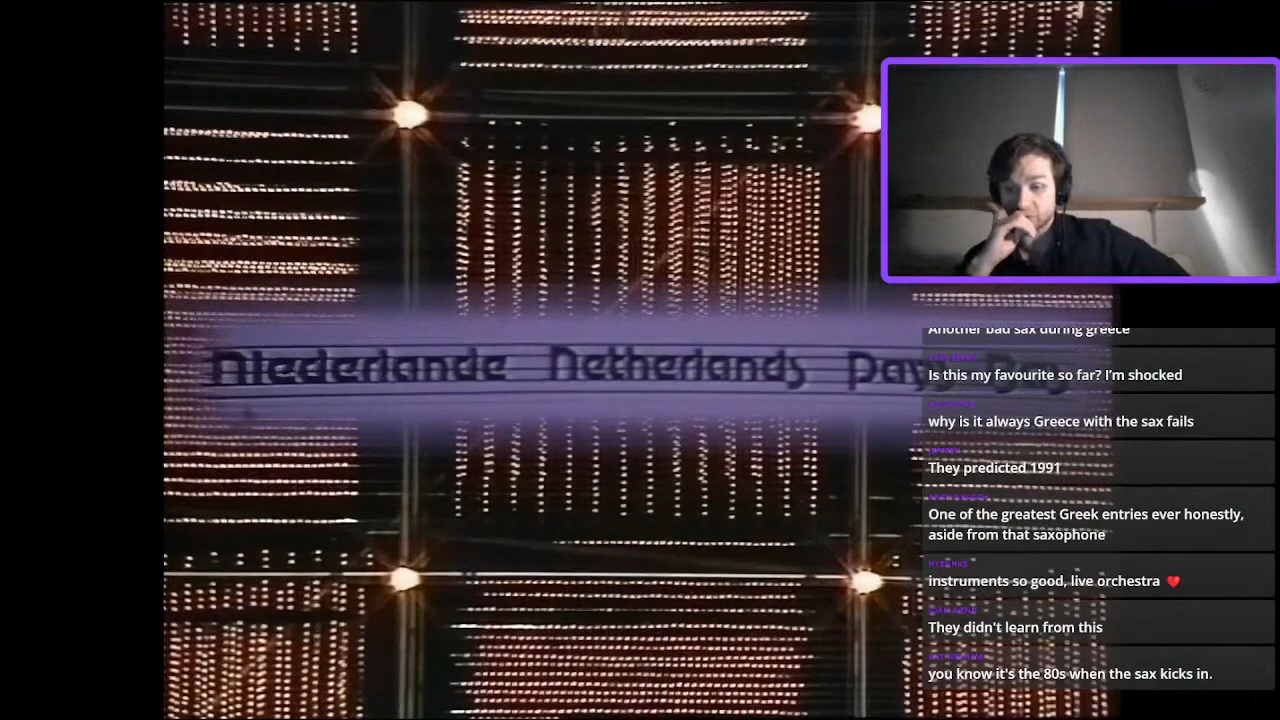 Niederlande Netherlands Pays Bas
Another bad sax during greece
Is this my favourite so far? I'm shocked
why is it always Greece with the sax fails
They predicted 1991
One of the greatest Greek entries ever honestly,
aside from that saxophone
instruments so good, live orchestra ❤️
They didn't learn from this
you know it's the 80s when the sax kicks in.